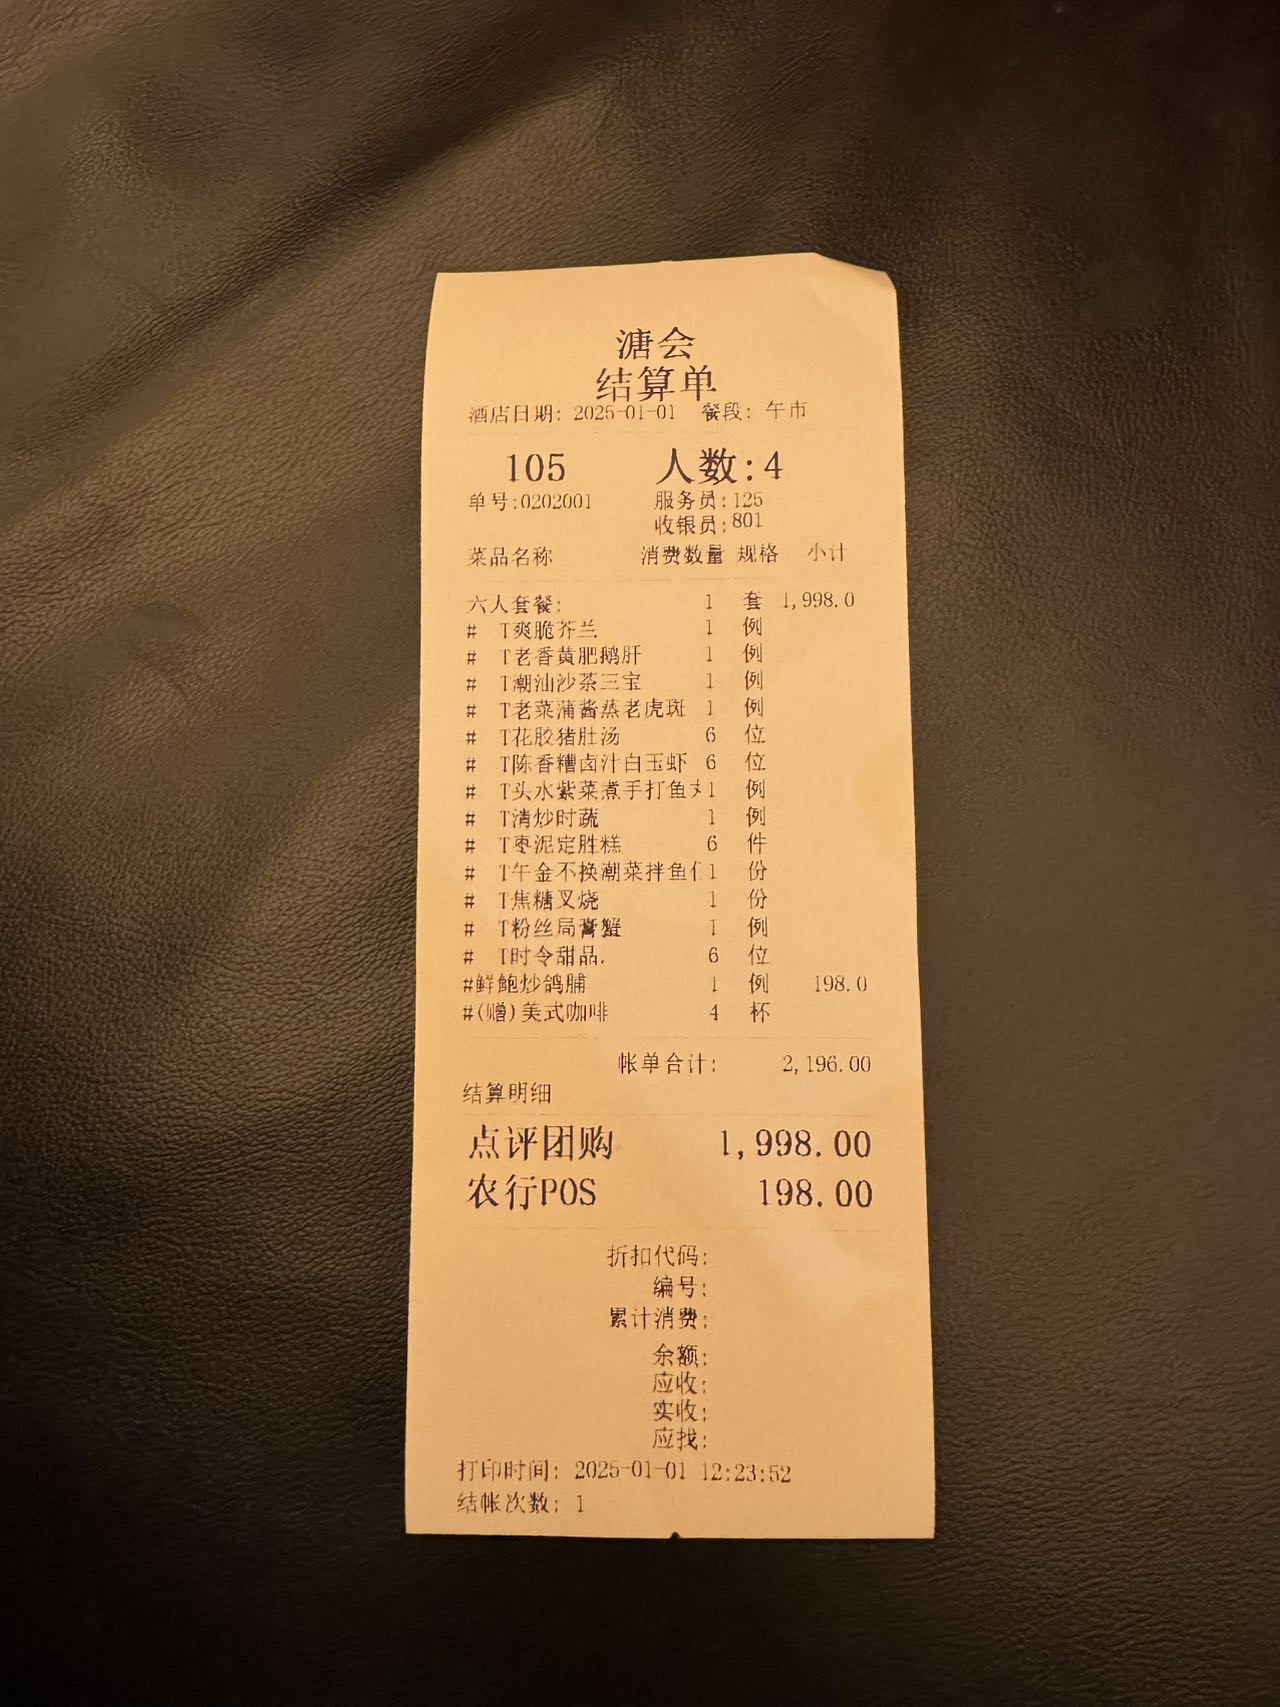 溏会
结算单
酒店日期: 2025-01-01 餐段: 午市
105 人数:4
单号:0202001 服务员:125
收银员:801
菜品名称 消费数量 规格 小计
六人套餐: 1 套 1,998.0
# T爽脆芥兰 1 例
# T老香黄肥鹅肝 1 例
# T潮汕沙茶三宝 1 例
# T老菜蒲酱蒸老虎斑 1 例
# T花胶猪肚汤 6 位
# T陈香糟卤汁白玉虾 6 位
# T头水紫菜煮手打鱼 1 例
# T清炒时蔬 1 例
# T枣泥定胜糕 6 件
# T午金不换潮菜拌鱼 1 份
# T焦糖叉烧 1 份
# T粉丝局膏蟹 1 例
# T时令甜品. 6 位
#鲜鲍炒鸽脯 1 例 198.0
#(赠)美式咖啡 4 杯
帐单合计: 2,196.00
结算明细
点评团购 1,998.00
农行POS 198.00
折扣代码:
编号:
累计消费:
余额:
应收:
实收:
应找:
打印时间: 2025-01-01 12:23:52
结帐次数: 1